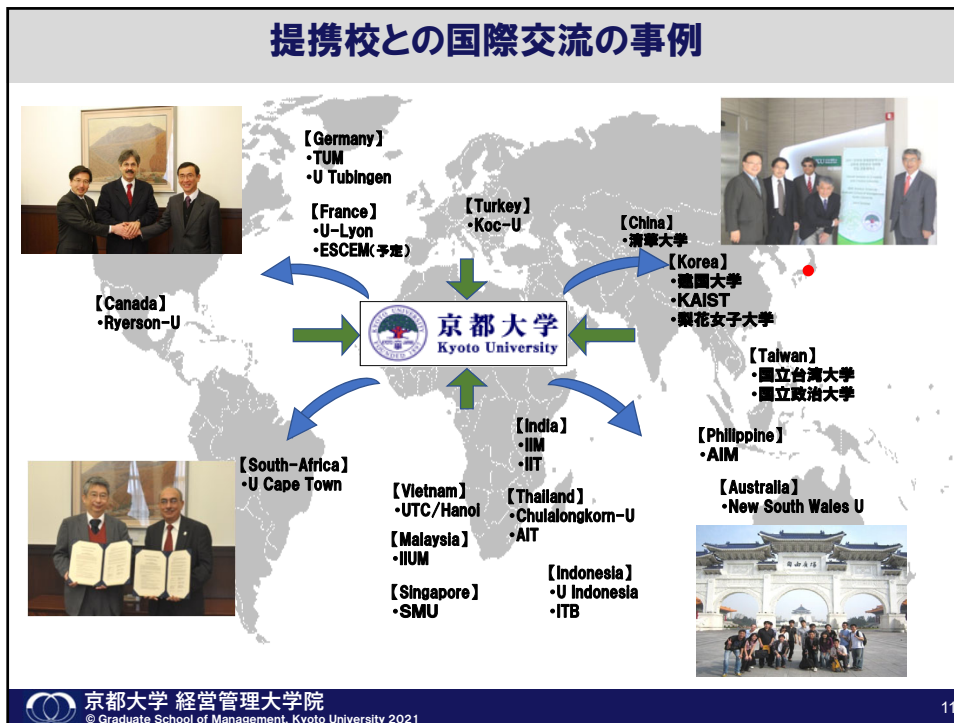 提携校との国際交流の事例
【Germany】
・TUM
・U Tubingen
【France】
・U-Lyon
・ESCEM(予定)
【Turkey】
・Koc-U
【China】
・清華大学
【Korea】
・建国大学
・KAIST
・梨花女子大学
【Canada】
・Ryerson-U
京都大学
Kyoto University
【Taiwan】
・国立台湾大学
・国立政治大学
【India】
・IIM
・IIT
【Philippine】
・AIM
【South-Africa】
・U Cape Town
【Vietnam】
・UTC/Hanoi
【Thailand】
・Chulalongkorn-U
・AIT
【Australia】
・New South Wales U
【Malaysia】
・IIUM
【Singapore】
・SMU
【Indonesia】
・U Indonesia
・ITB
京都大学 経営管理大学院
© Graduate School of Management, Kyoto University 2021
11